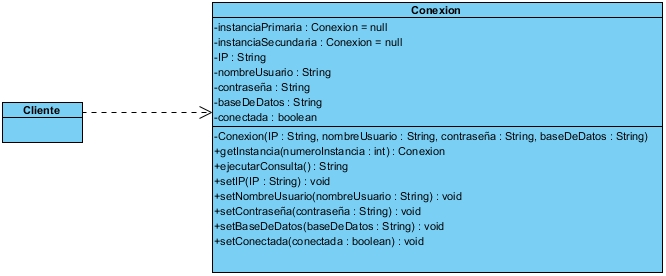 Conexion
-instanciaPrimaria : Conexion = null
-instanciaSecundaria : Conexion = null
-IP : String
-nombreUsuario : String
-contraseña : String
-baseDeDatos : String
-conectada : boolean
Cliente
-Conexion(IP : String, nombreUsuario : String, contraseña : String, baseDeDatos : String)
+getInstancia(numeroInstancia : int) : Conexion
+ejecutarConsulta() : String
+setIP(IP : String) : void
+setNombreUsuario(nombreUsuario : String) : void
+setContraseña(contraseña : String) : void
+setBaseDeDatos(baseDeDatos : String) : void
+setConectada(conectada : boolean) : void